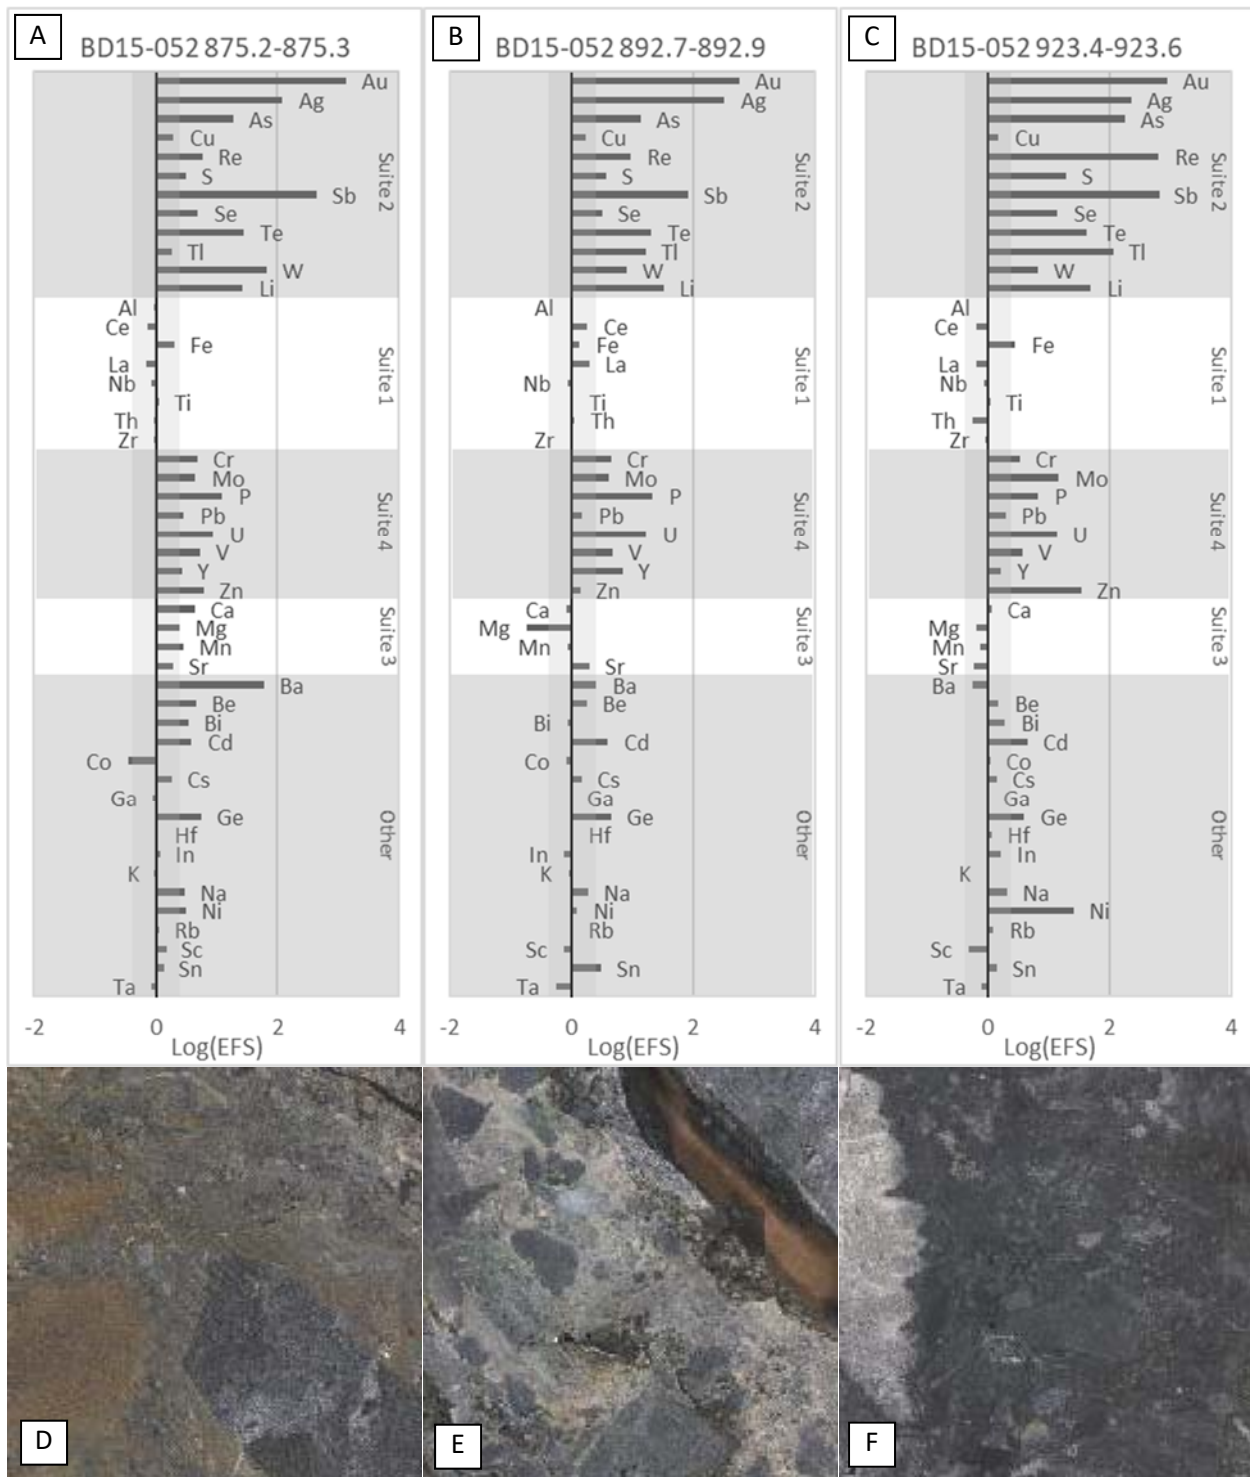 A
BD15-052 875.2-875.3
Au
Ag
As
Cu
Re
S
Sb
Se
Te
Tl
W
Li
Suite 2
Al
Ce
Fe
La
Nb
Ti
Th
Zr
Suite 1
Cr
Mo
P
Pb
U
V
Y
Zn
Suite 4
Ca
Mg
Mn
Sr
Suite 3
Ba
Be
Bi
Cd
Co
Cs
Ga
Ge
Hf
In
K
Na
Ni
Rb
Sc
Sn
Ta
Other
-2 0 2 4
Log(EFS)
B
BD15-052 892.7-892.9
Au
Ag
As
Cu
Re
S
Sb
Se
Te
Tl
W
Li
Suite 2
Al
Ce
Fe
La
Nb
Ti
Th
Zr
Suite 1
Cr
Mo
P
Pb
U
V
Y
Zn
Suite 4
Ca
Mg
Mn
Sr
Suite 3
Ba
Be
Bi
Cd
Co
Cs
Ga
Ge
Hf
In
K
Na
Ni
Rb
Sc
Sn
Ta
Other
-2 0 2 4
Log(EFS)
C
BD15-052 923.4-923.6
Au
Ag
As
Cu
Re
S
Sb
Se
Te
Tl
W
Li
Suite 2
Al
Ce
Fe
La
Nb
Ti
Th
Zr
Suite 1
Cr
Mo
P
Pb
U
V
Y
Zn
Suite 4
Ca
Mg
Mn
Sr
Suite 3
Ba
Be
Bi
Cd
Co
Cs
Ga
Ge
Hf
In
K
Na
Ni
Rb
Sc
Sn
Ta
Other
-2 0 2 4
Log(EFS)
D
E
F